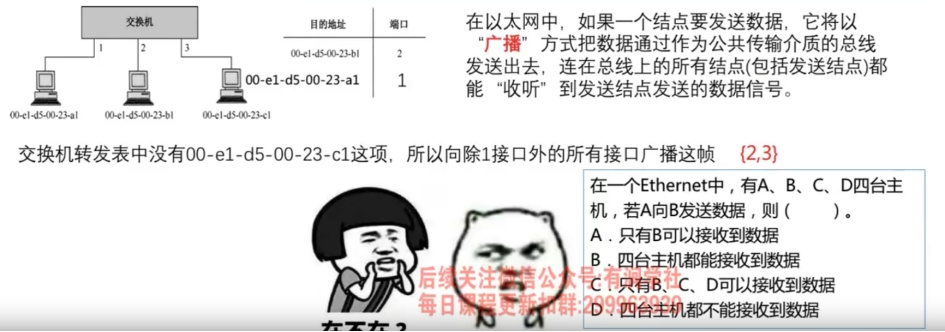 交换机
1
2
3
00-e1-d5-00-23-a1
00-e1-d5-00-23-b1
00-e1-d5-00-23-c1
目的地址 端口
00-e1-d5-00-23-b1 2
00-e1-d5-00-23-a1 1
在以太网中，如果一个结点要发送数据，它将以
“广播”方式把数据通过作为公共传输介质的总线
发送出去，连在总线上的所有结点(包括发送结点)都
能“收听”到发送结点发送的数据信号。
交换机转发表中没有00-e1-d5-00-23-c1这项，所以向除1接口外的所有接口广播这帧 {2,3}
在一个Ethernet中，有A、B、C、D四台主
机，若A向B发送数据，则（ ）。
A．只有B可以接收到数据
B．四台主机都能接收到数据
C．只有B、C、D可以接收到数据
D．四台主机都不能接收到数据
后续关注微信公众号:有洄学社
每日课程更新扣群:299963939
在不在？